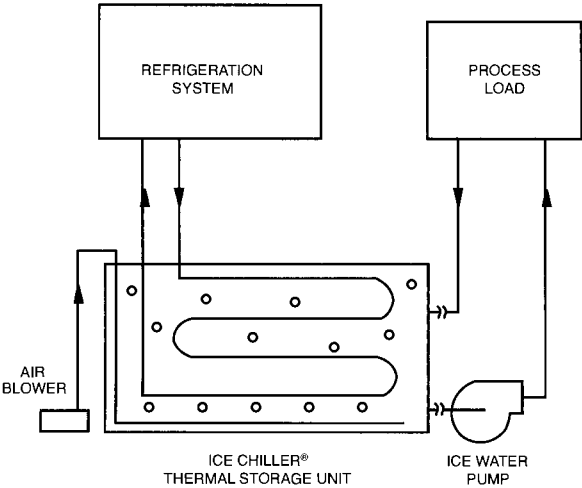 REFRIGERATION
SYSTEM
PROCESS
LOAD
AIR
BLOWER
ICE CHILLER®
THERMAL STORAGE UNIT
ICE WATER
PUMP